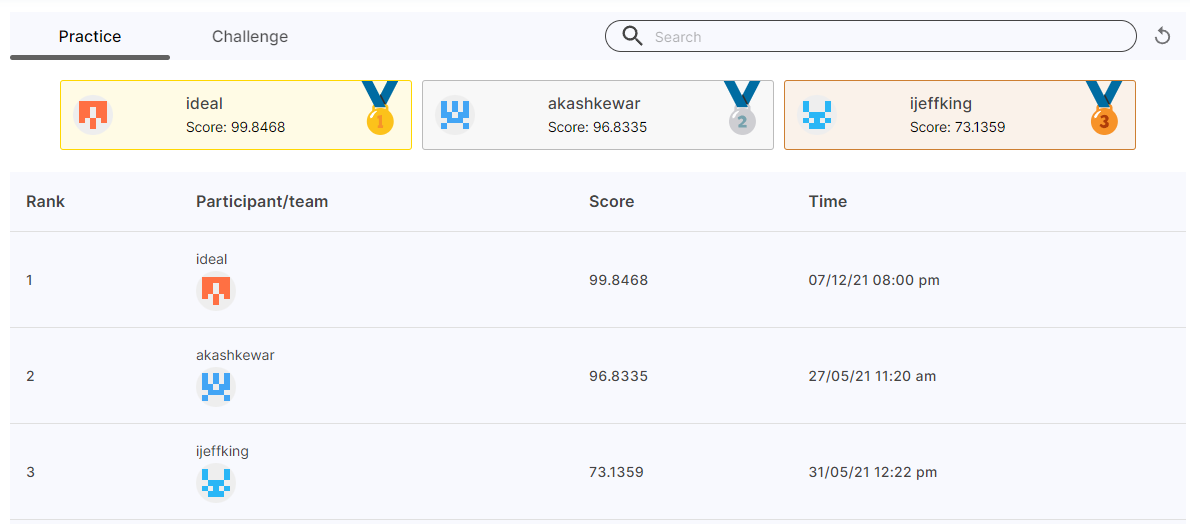 Practice Challenge Search
ideal
Score: 99.8468
1
akashkewar
Score: 96.8335
2
ijeffking
Score: 73.1359
3
Rank Participant/team Score Time
ideal
1 99.8468 07/12/21 08:00 pm
akashkewar
2 96.8335 27/05/21 11:20 am
ijeffking
3 73.1359 31/05/21 12:22 pm